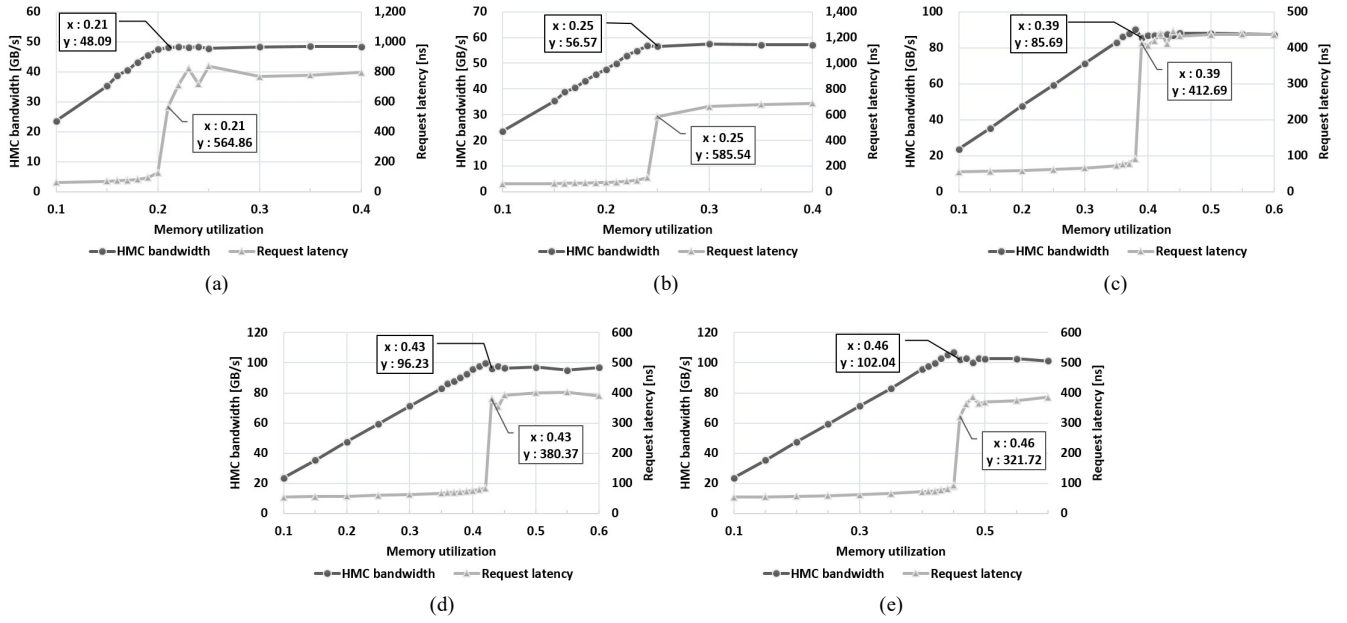 60
50
40
30
20
10
0
HMC bandwidth [GB/s]
1,200
1,000
800
600
400
200
0
Request latency [ns]
x : 0.21
y : 48.09
x : 0.21
y : 564.86
0.1 0.2 0.3 0.4
Memory utilization
HMC bandwidth Request latency
(a)
70
60
50
40
30
20
10
0
HMC bandwidth [GB/s]
1,400
1,200
1,000
800
600
400
200
0
Request latency [ns]
x : 0.25
y : 56.57
x : 0.25
y : 585.54
0.1 0.2 0.3 0.4
Memory utilization
HMC bandwidth Request latency
(b)
100
80
60
40
20
0
HMC bandwidth [GB/s]
500
400
300
200
100
0
Request latency [ns]
x : 0.39
y : 85.69
x : 0.39
y : 412.69
0.1 0.2 0.3 0.4 0.5 0.6
Memory utilization
HMC bandwidth Request latency
(c)
120
100
80
60
40
20
0
HMC bandwidth [GB/s]
600
500
400
300
200
100
0
Request latency [ns]
x : 0.43
y : 96.23
x : 0.43
y : 380.37
0.1 0.2 0.3 0.4 0.5 0.6
Memory utilization
HMC bandwidth Request latency
(d)
120
100
80
60
40
20
0
HMC bandwidth [GB/s]
600
500
400
300
200
100
0
Request latency [ns]
x : 0.46
y : 102.04
x : 0.46
y : 321.72
0.1 0.3 0.5
Memory utilization
HMC bandwidth Request latency
(e)